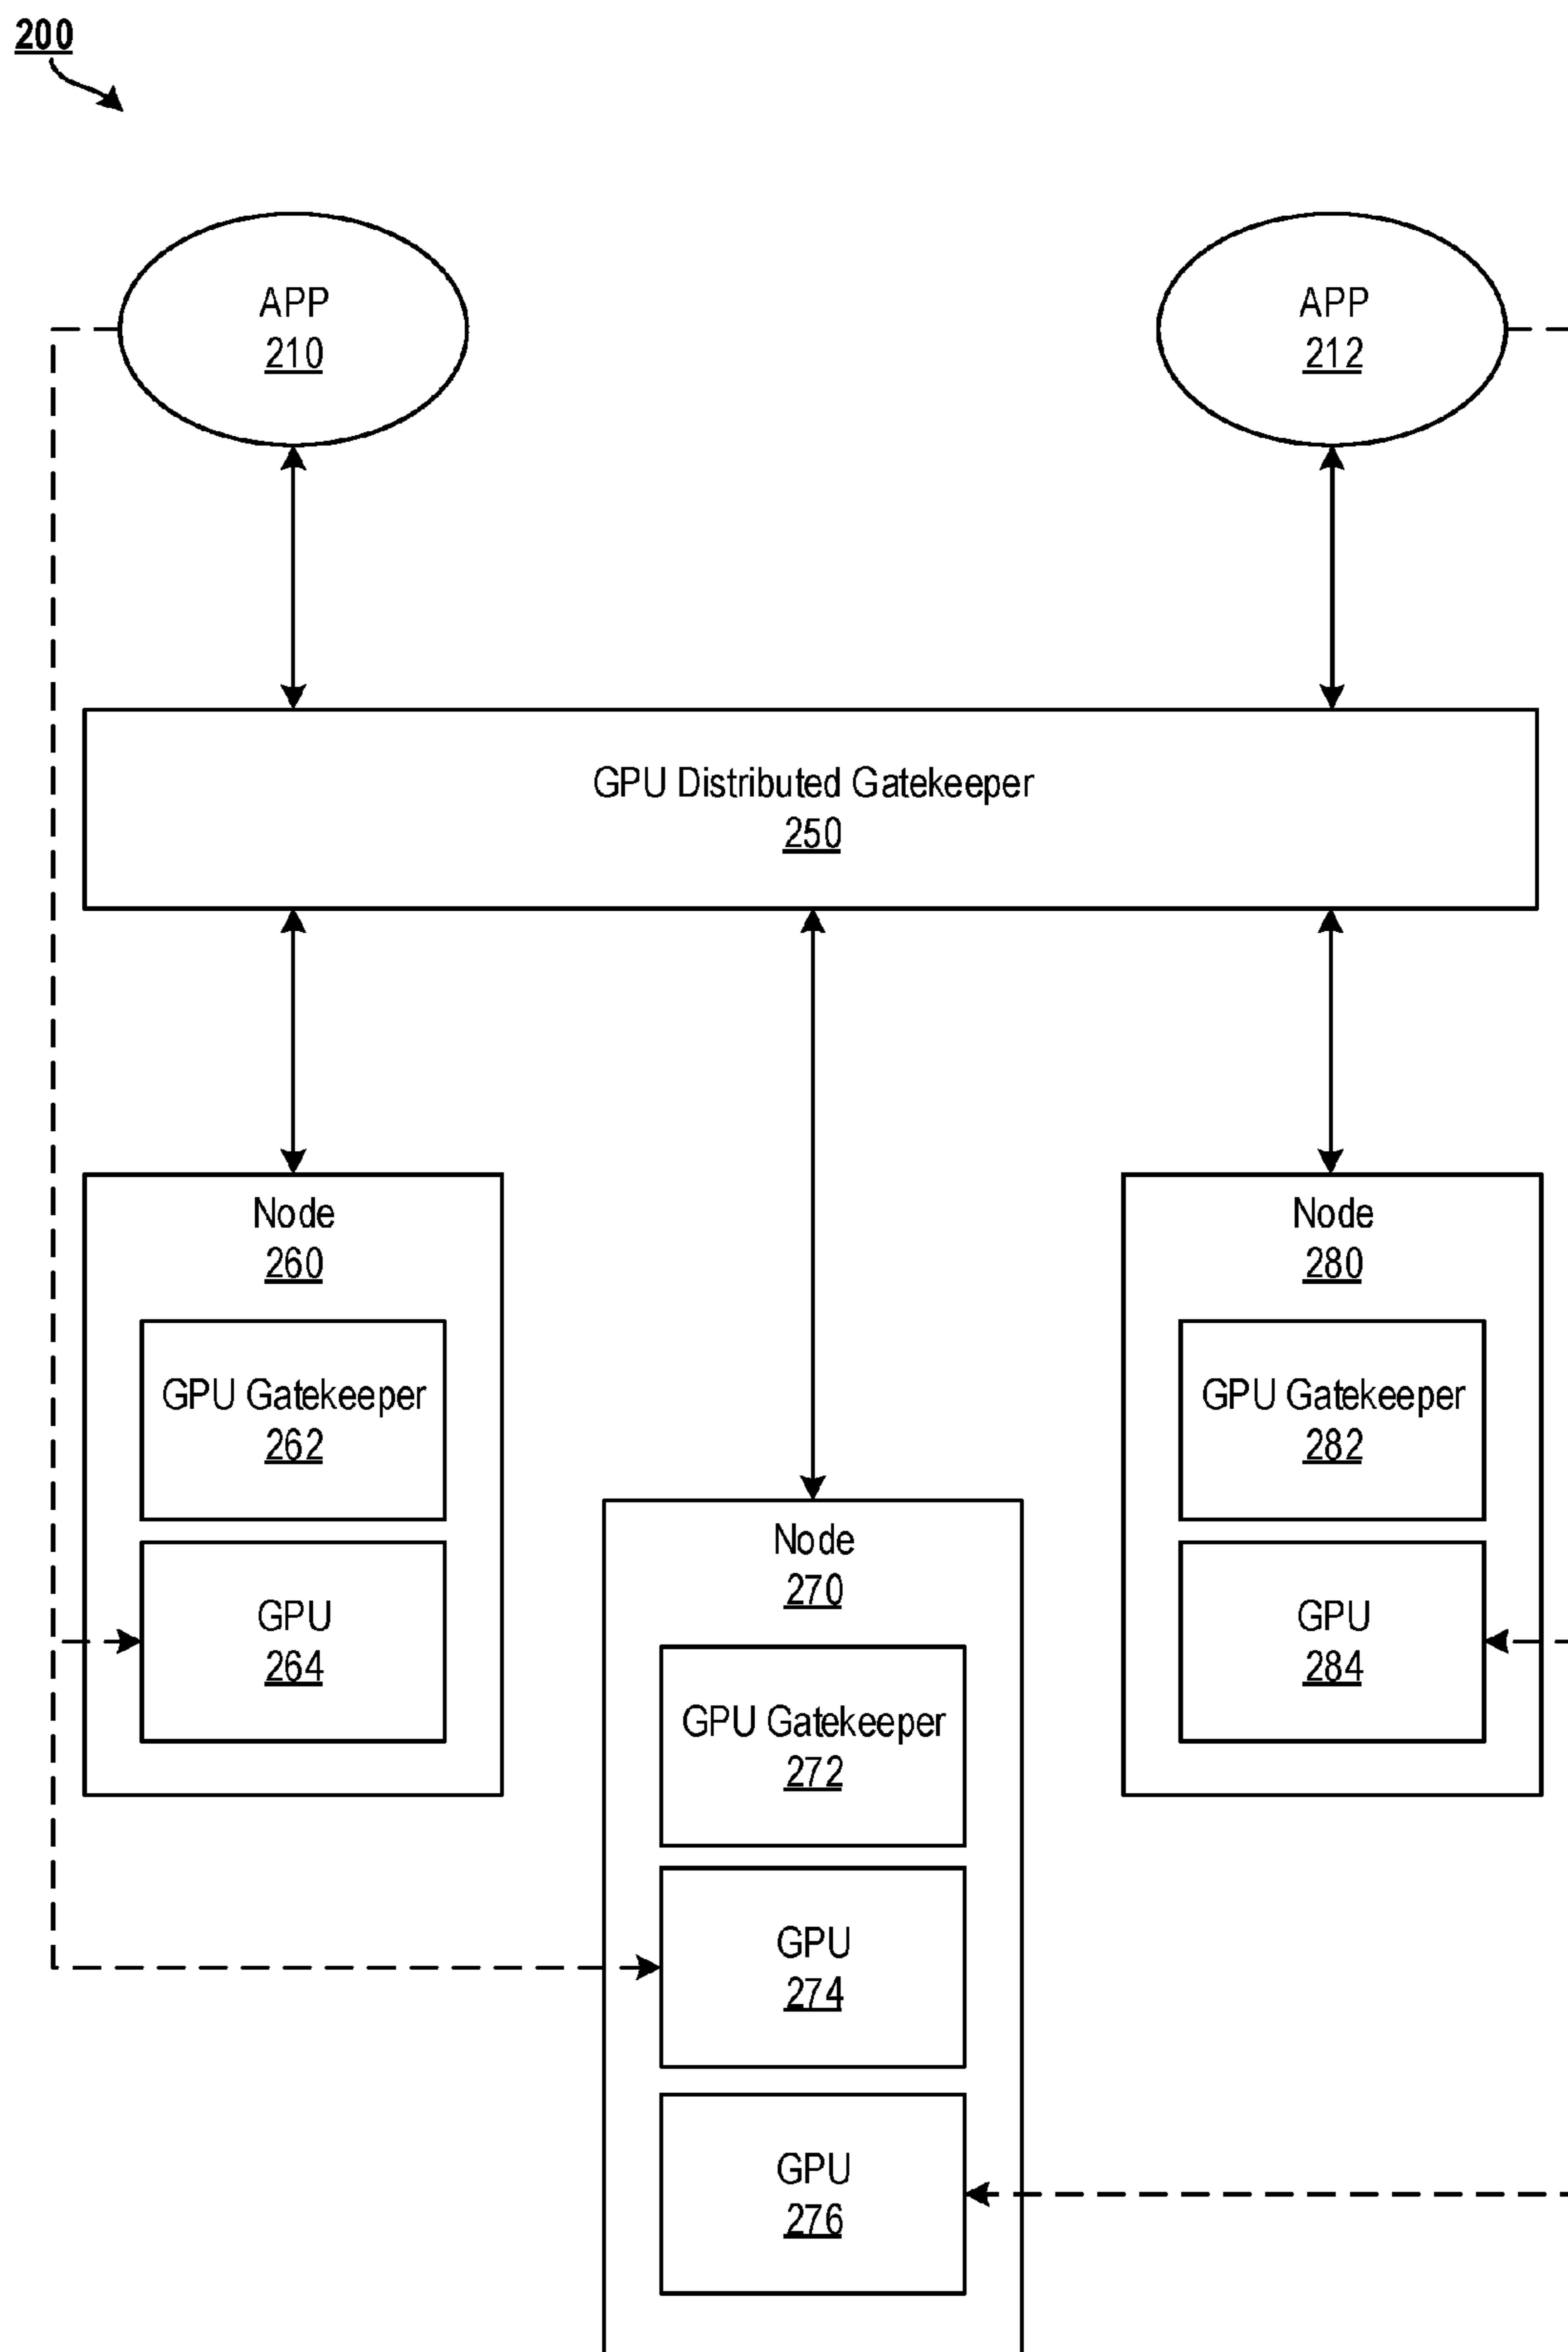 200
APP
210
APP
212
GPU Distributed Gatekeeper
250
Node
260
GPU Gatekeeper
262
GPU
264
Node
270
GPU Gatekeeper
272
GPU
274
GPU
276
Node
280
GPU Gatekeeper
282
GPU
284